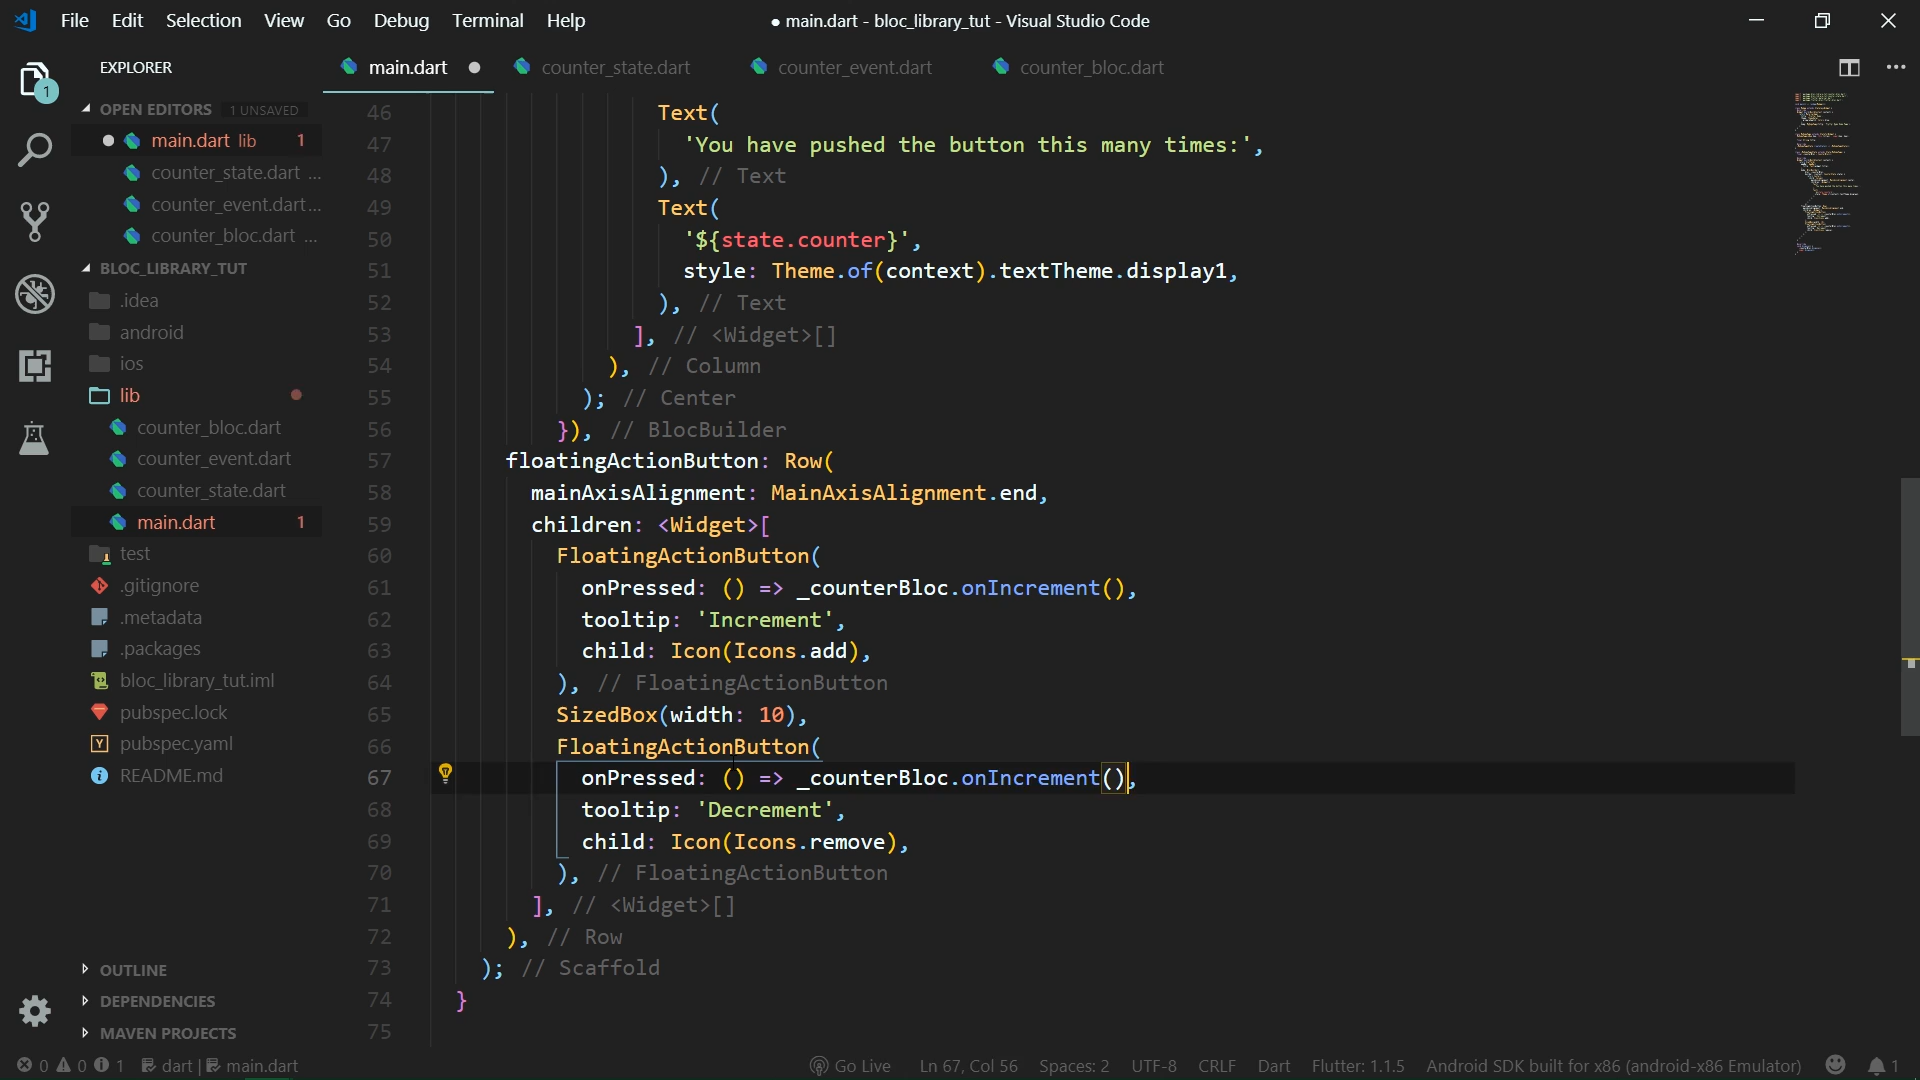 File Edit Selection View Go Debug Terminal Help
● main.dart - bloc_library_tut - Visual Studio Code
EXPLORER
main.dart counter_state.dart counter_event.dart counter_bloc.dart
1
OPEN EDITORS 1 UNSAVED
main.dart lib 1
counter_state.dart ...
counter_event.dart...
counter_bloc.dart ...
BLOC_LIBRARY_TUT
.idea
android
ios
lib
counter_bloc.dart
counter_event.dart
counter_state.dart
main.dart 1
test
.gitignore
.metadata
.packages
bloc_library_tut.iml
pubspec.lock
pubspec.yaml
README.md
OUTLINE
DEPENDENCIES
MAVEN PROJECTS
46 Text(
47 'You have pushed the button this many times:',
48 ), // Text
49 Text(
50 '${state.counter}',
51 style: Theme.of(context).textTheme.display1,
52 ), // Text
53 ], // <Widget>[]
54 ), // Column
55 ); // Center
56 }), // BlocBuilder
57 floatingActionButton: Row(
58 mainAxisAlignment: MainAxisAlignment.end,
59 children: <Widget>[
60 FloatingActionButton(
61 onPressed: () => _counterBloc.onIncrement(),
62 tooltip: 'Increment',
63 child: Icon(Icons.add),
64 ), // FloatingActionButton
65 SizedBox(width: 10),
66 FloatingActionButton(
67 onPressed: () => _counterBloc.onIncrement(),
68 tooltip: 'Decrement',
69 child: Icon(Icons.remove),
70 ), // FloatingActionButton
71 ], // <Widget>[]
72 ), // Row
73 ); // Scaffold
74 }
75
0 0 1 dart | main.dart Go Live Ln 67, Col 56 Spaces: 2 UTF-8 CRLF Dart Flutter: 1.1.5 Android SDK built for x86 (android-x86 Emulator) 1